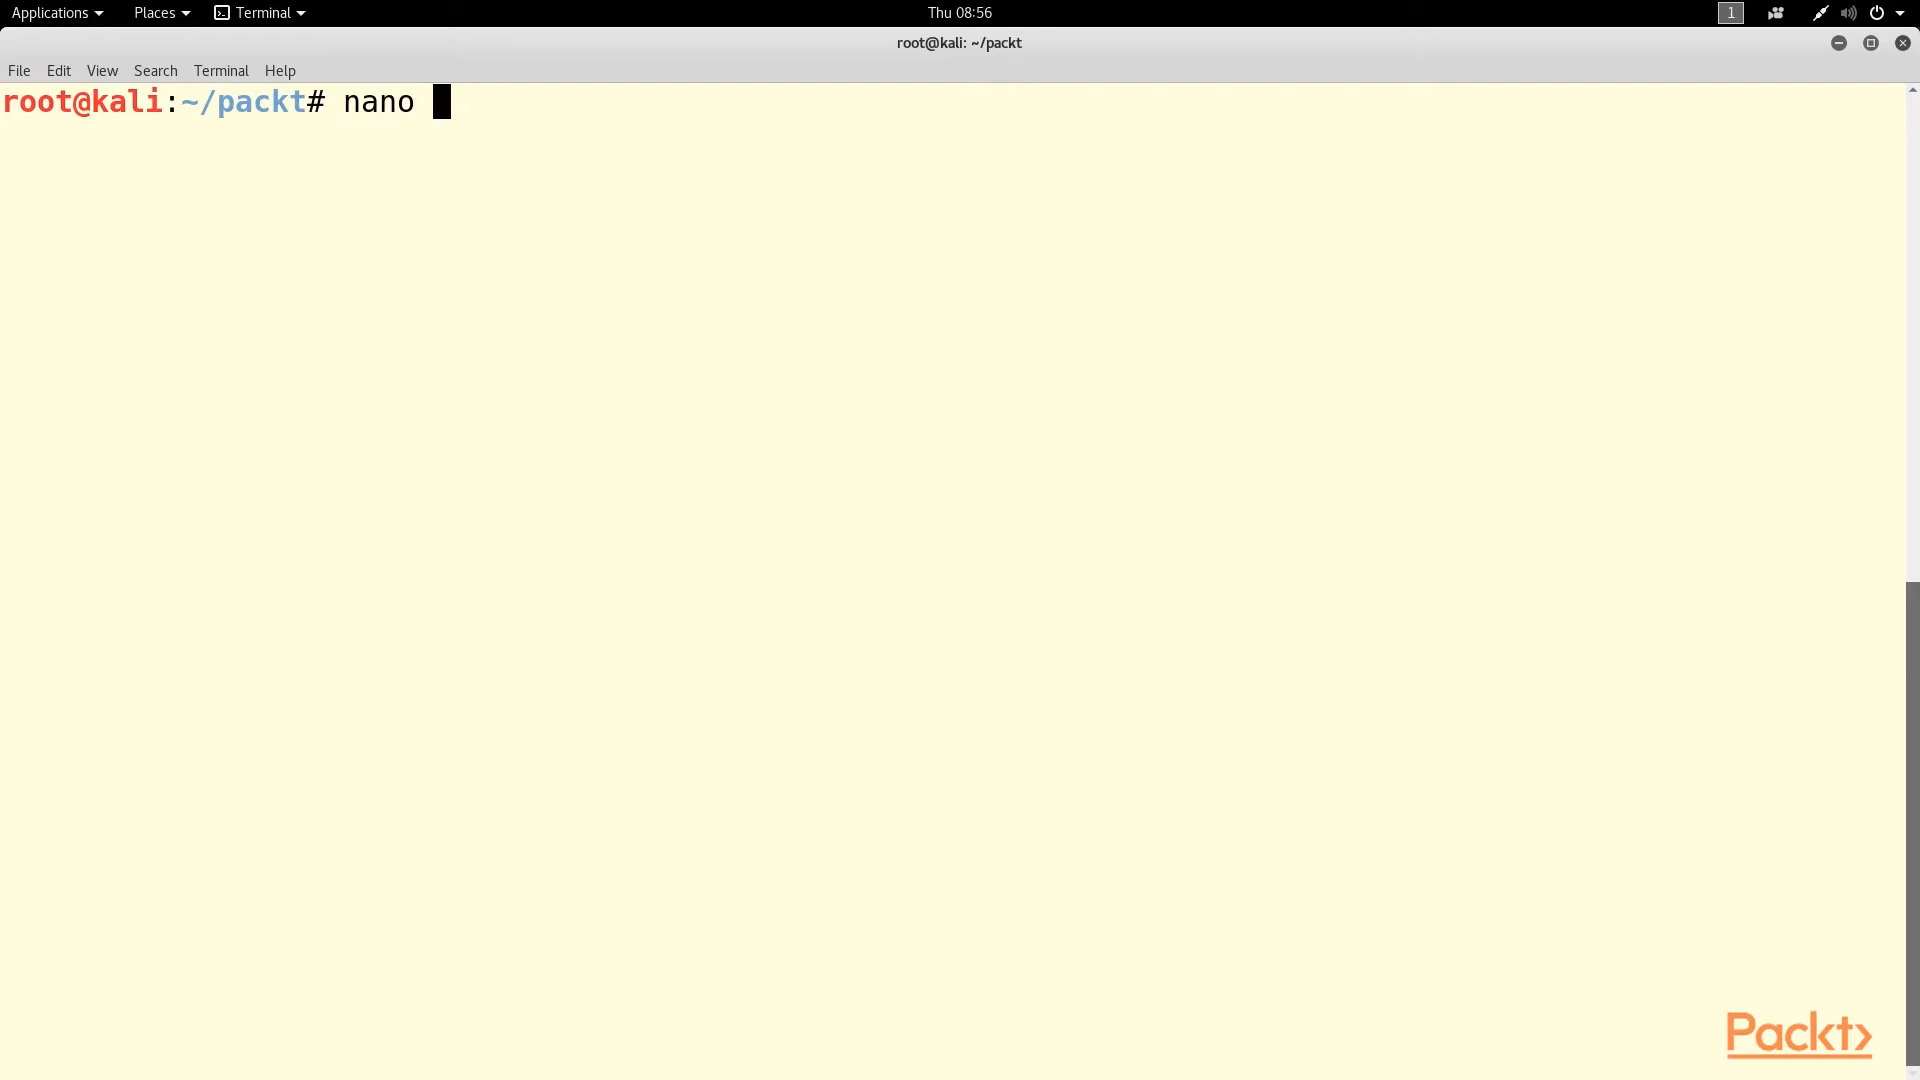 Applications Places Terminal Thu 08:56 1
root@kali: ~/packt
File Edit View Search Terminal Help
root@kali:~/packt# nano
Packt>